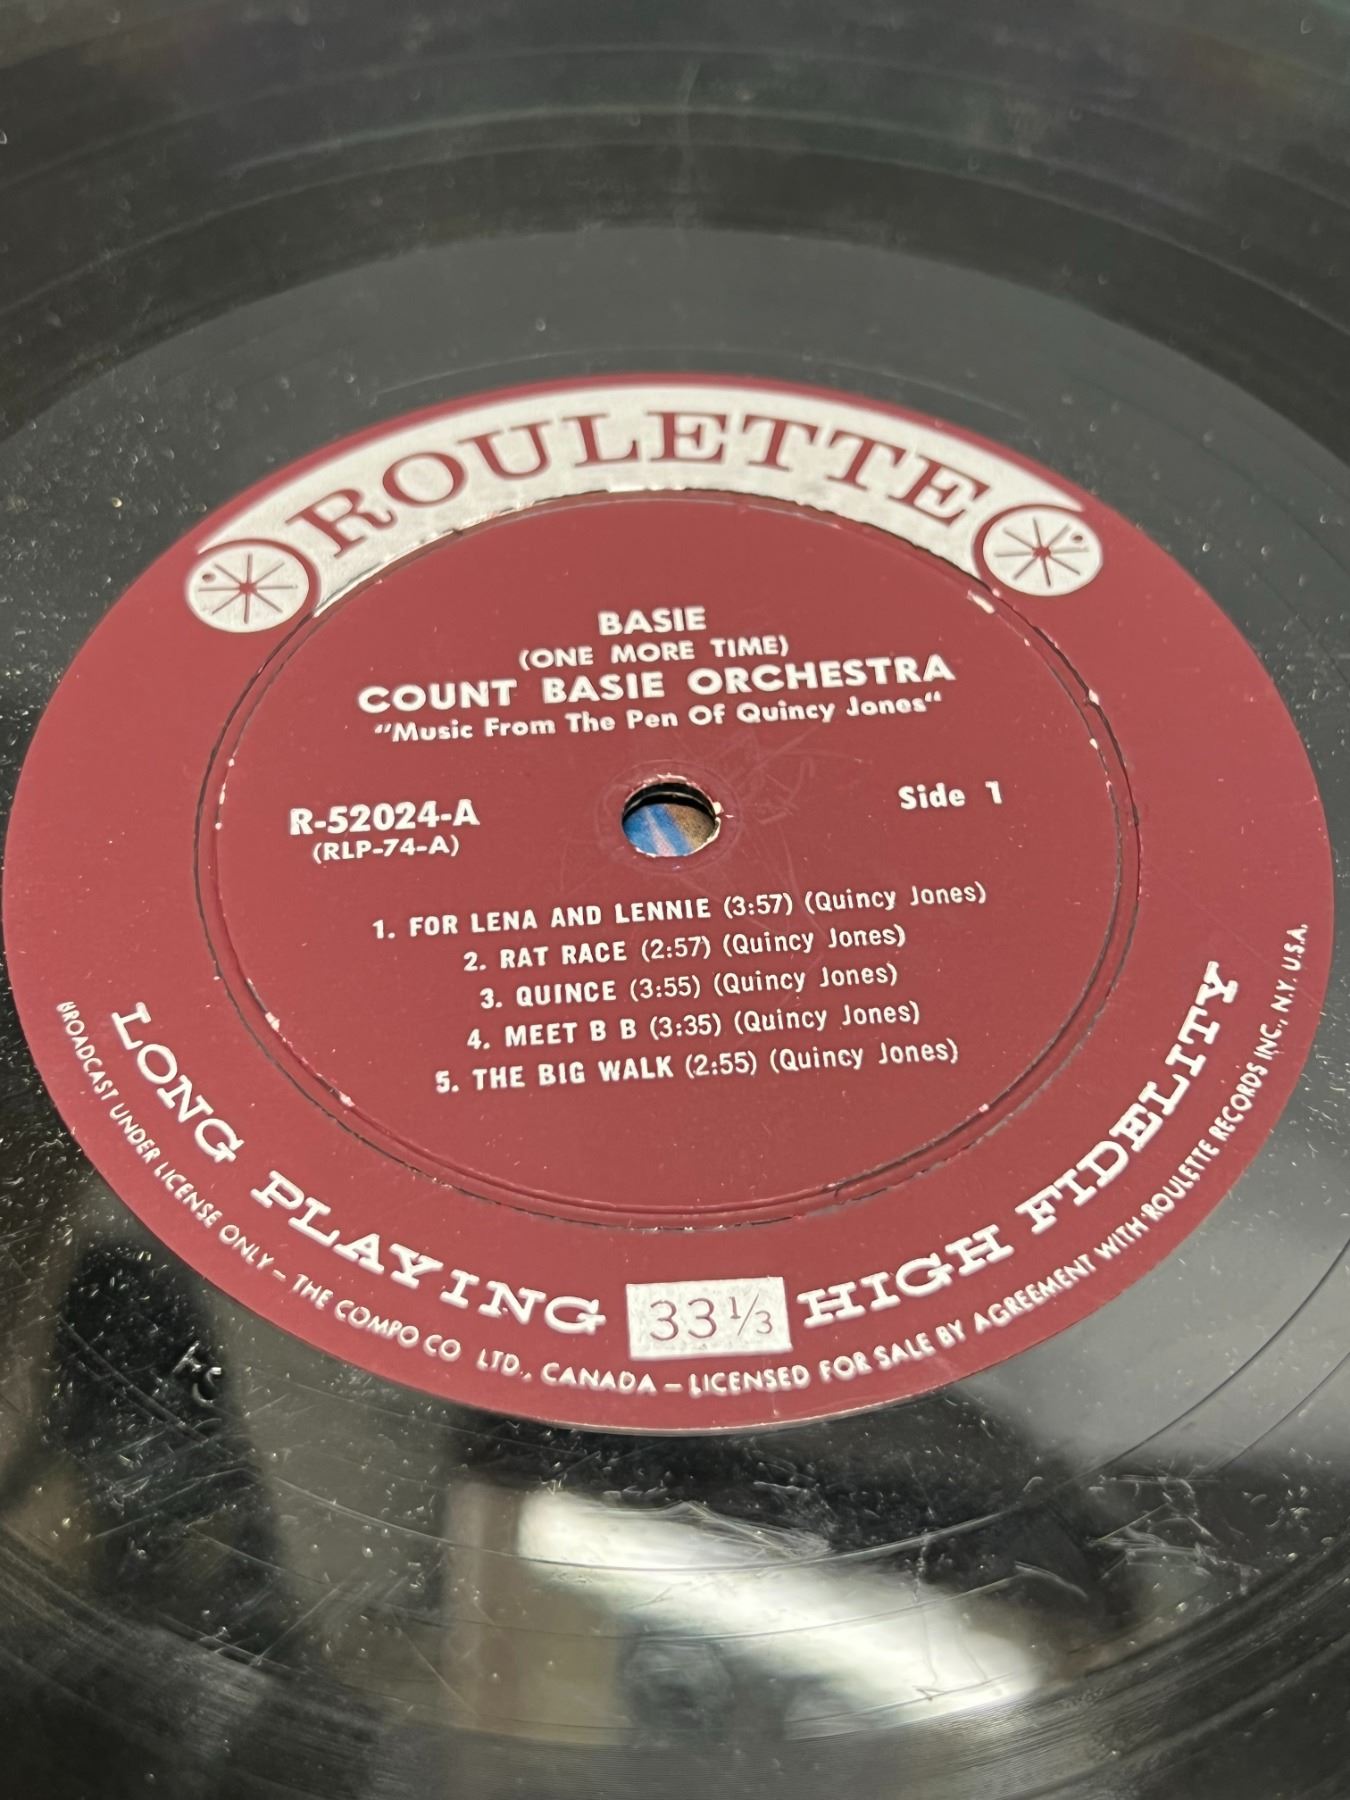 ROULETTE
BASIE
(ONE MORE TIME)
COUNT BASIE ORCHESTRA
"Music From The Pen Of Quincy Jones"
R-52024-A
(RLP-74-A)
Side 1
1. FOR LENA AND LENNIE (3:57) (Quincy Jones)
2. RAT RACE (2:57) (Quincy Jones)
3. QUINCE (3:55) (Quincy Jones)
4. MEET B B (3:35) (Quincy Jones)
5. THE BIG WALK (2:55) (Quincy Jones)
LONG PLAYING 33 1/3 HIGH FIDELITY
BROADCAST UNDER LICENSE ONLY – THE COMPO CO LTD., CANADA – LICENSED FOR SALE BY AGREEMENT WITH ROULETTE RECORDS INC., N.Y. U.S.A.